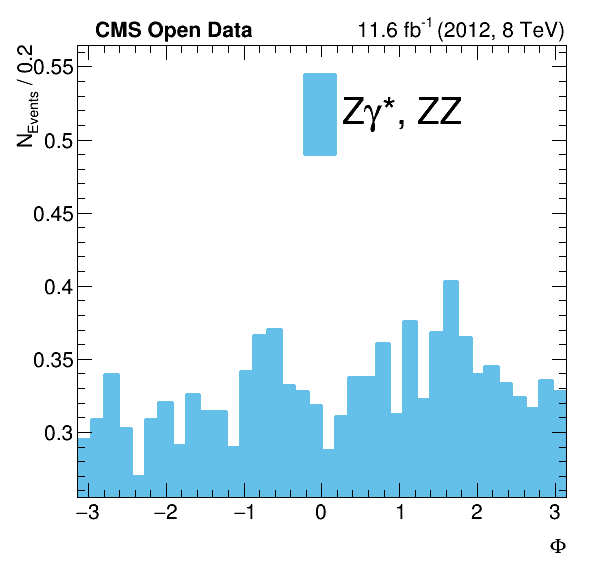 CMS Open Data 11.6 fb⁻¹ (2012, 8 TeV)
N_Events / 0.2
Zγ*, ZZ
0.55
0.5
0.45
0.4
0.35
0.3
−3 −2 −1 0 1 2 3
Φ